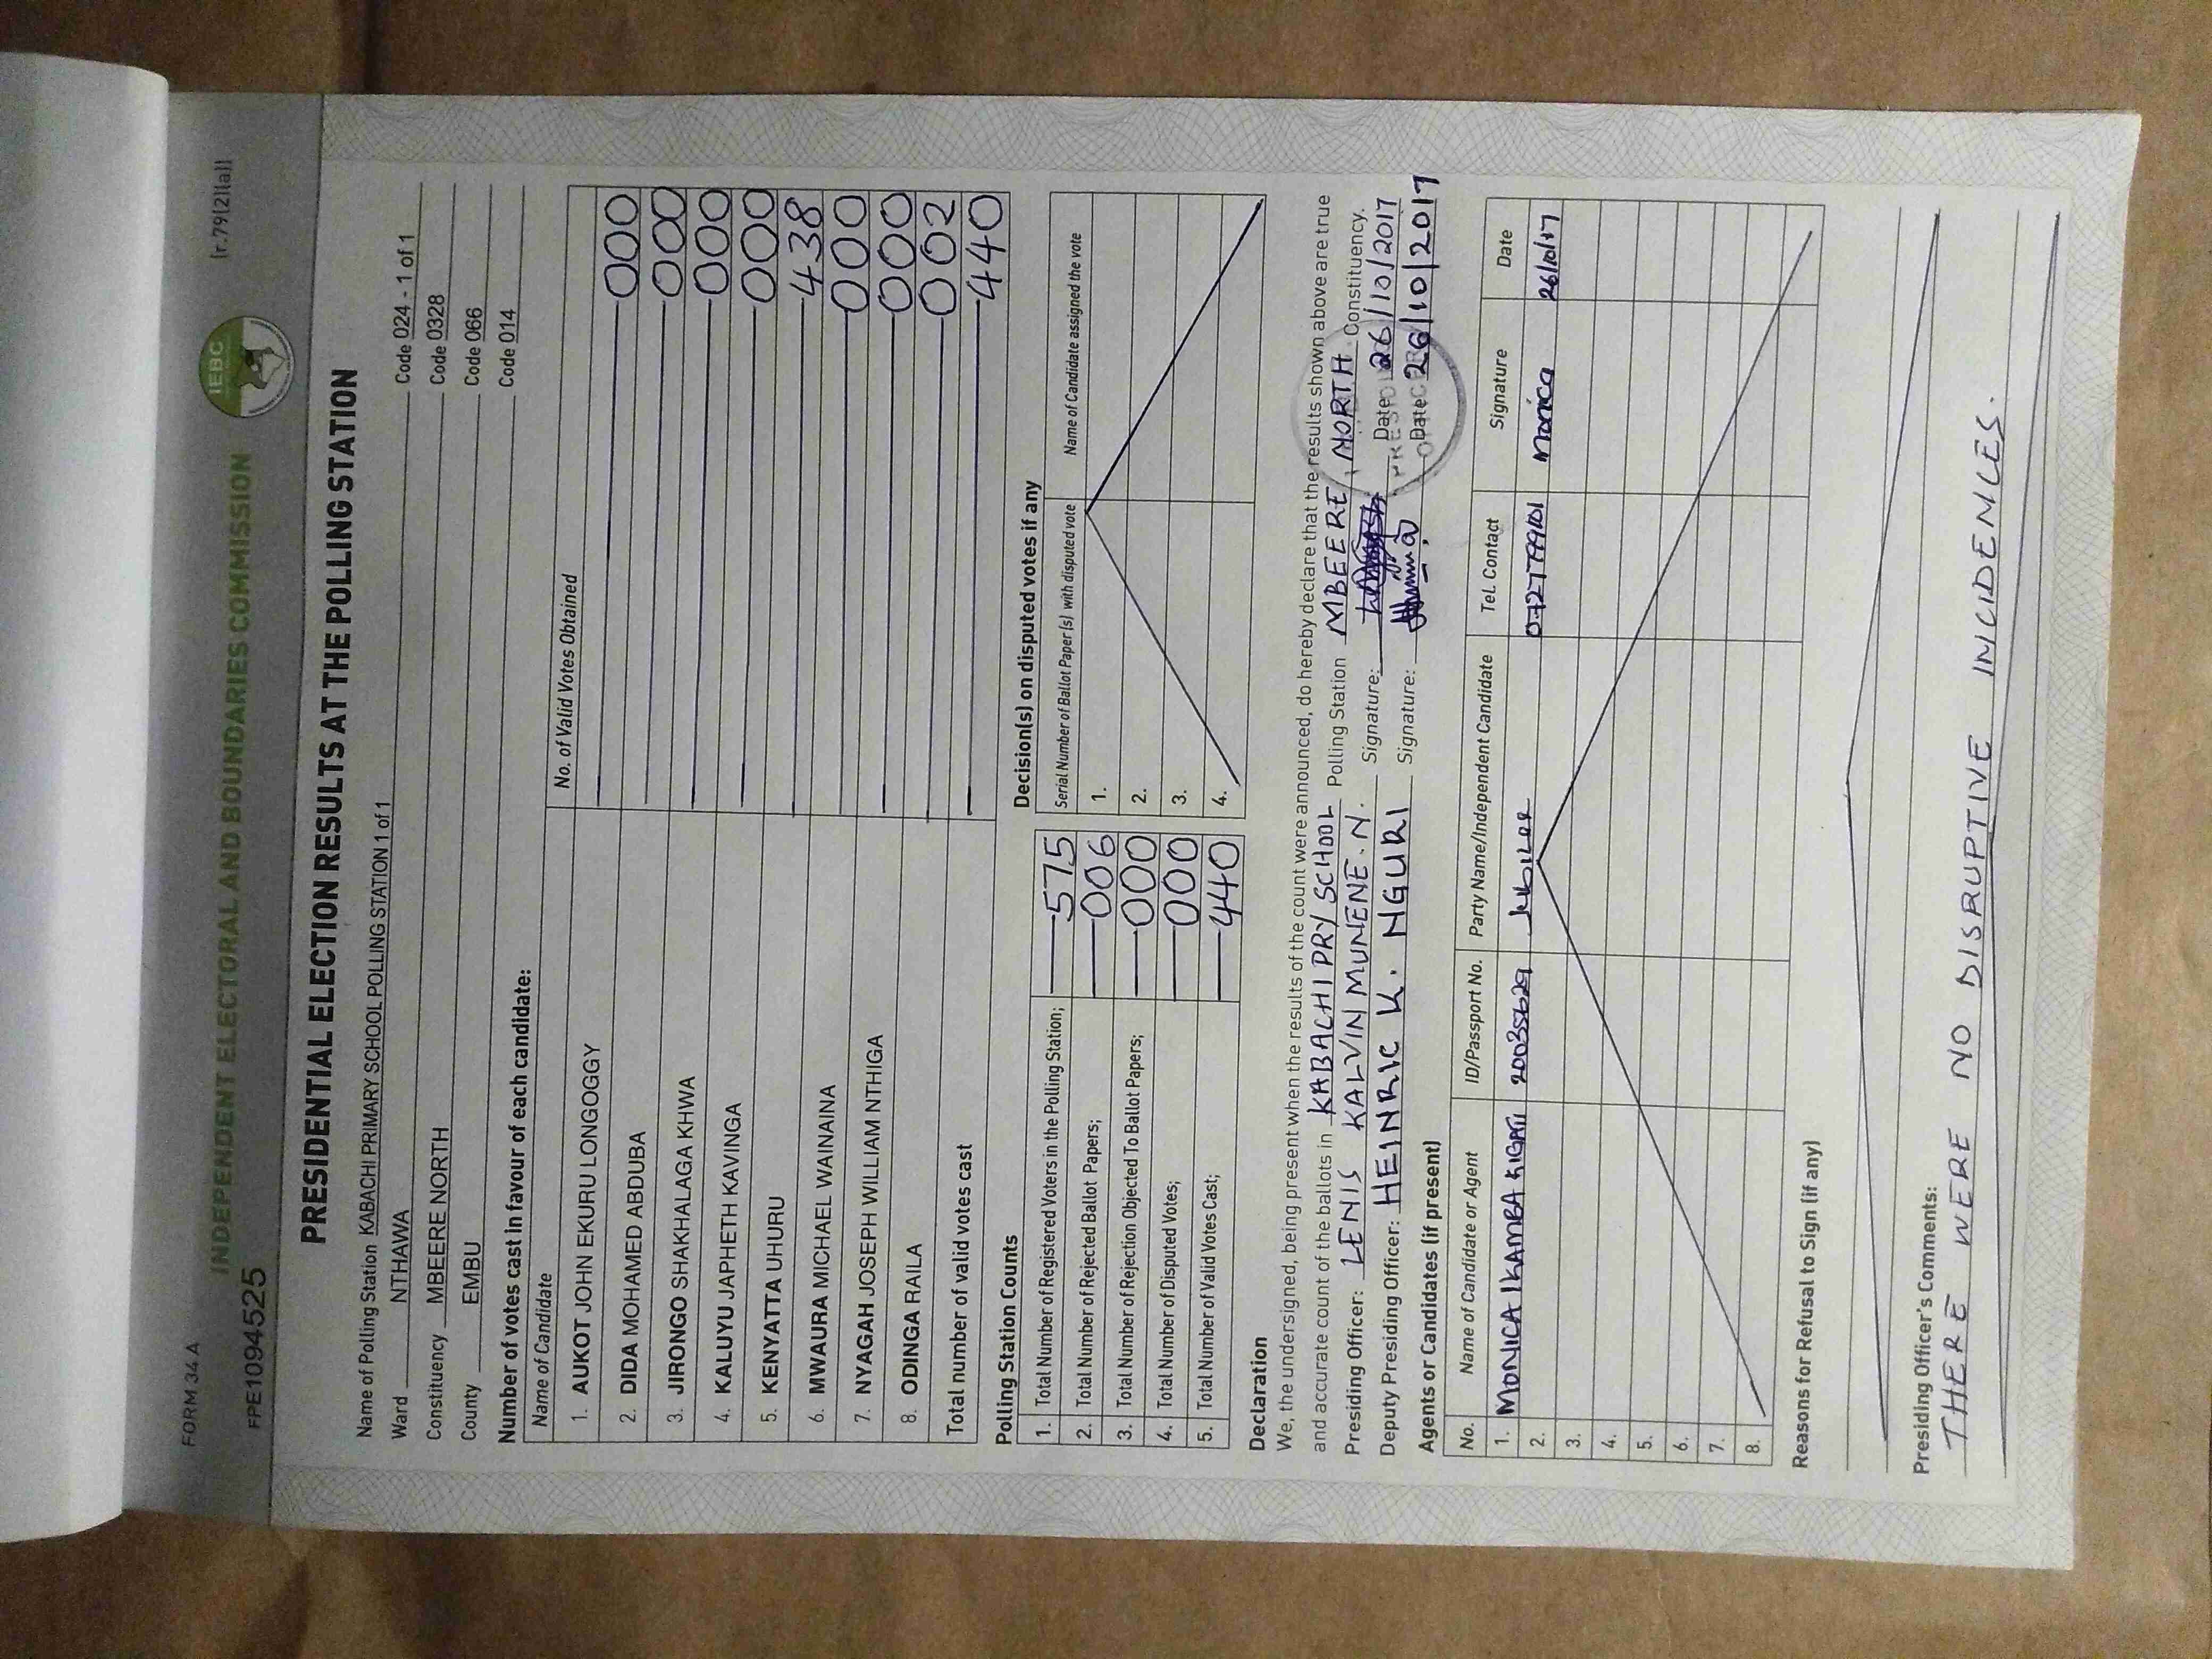 FORM 34 A
[r.79(2)(a)]
INDEPENDENT ELECTORAL AND BOUNDARIES COMMISSION
IEBC
FPE1094525
PRESIDENTIAL ELECTION RESULTS AT THE POLLING STATION
Name of Polling Station KABACHI PRIMARY SCHOOL POLLING STATION 1 of 1 Code 024 - 1 of 1
Ward NTHAWA Code 0328
Constituency MBEERE NORTH Code 066
County EMBU Code 014
Number of votes cast in favour of each candidate:
Name of Candidate No. of Valid Votes Obtained
1. AUKOT JOHN EKURU LONGOGGY 000
2. DIDA MOHAMED ABDUBA 000
3. JIRONGO SHAKHALAGA KHWA 000
4. KALUYU JAPHETH KAVINGA 000
5. KENYATTA UHURU 438
6. MWAURA MICHAEL WAINAINA 000
7. NYAGAH JOSEPH WILLIAM NTHIGA 000
8. ODINGA RAILA 002
Total number of valid votes cast 440
Polling Station Counts
1. Total Number of Registered Voters in the Polling Station; 575
2. Total Number of Rejected Ballot Papers; 006
3. Total Number of Rejection Objected To Ballot Papers; 000
4. Total Number of Disputed Votes; 000
5. Total Number of Valid Votes Cast; 440
Decision(s) on disputed votes if any
Serial Number of Ballot Paper(s) with disputed vote Name of Candidate assigned the vote
1.
2.
3.
4.
Declaration
We, the undersigned, being present when the results of the count were announced, do hereby declare that the results shown above are true
and accurate count of the ballots in KABACHI PRY SCHOOL Polling Station MBEERE NORTH Constituency.
Presiding Officer: LENIS KALVIN MUNENE . N. Signature: Date 26/10/2017
Deputy Presiding Officer: HEINRIC K. NGURI Signature: Date 26/10/2017
PRESIDING OFFICER
Agents or Candidates (if present)
No. Name of Candidate or Agent ID/Passport No. Party Name/Independent Candidate Tel. Contact Signature Date
1. MONICA IKAMBA 20035629 Jubilee Monica 26/10/17
2.
3.
4.
5.
6.
7.
8.
Reasons for Refusal to Sign (if any)
Presiding Officer's Comments:
THERE WERE NO DISRUPTIVE INCIDENCES.